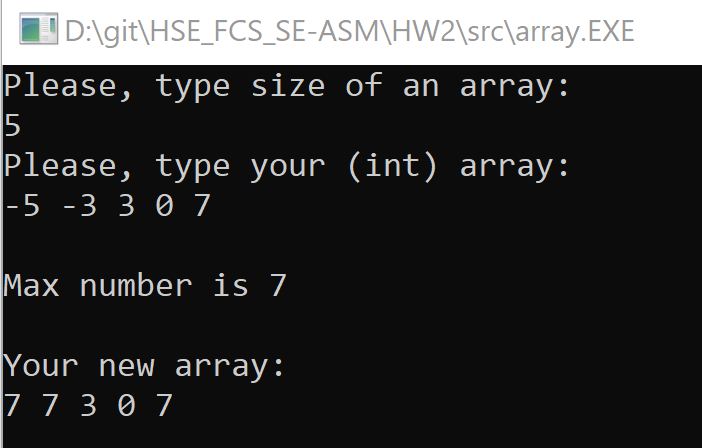 D:\git\HSE_FCS_SE-ASM\HW2\src\array.EXE
Please, type size of an array:
5
Please, type your (int) array:
-5 -3 3 0 7
Max number is 7
Your new array:
7 7 3 0 7